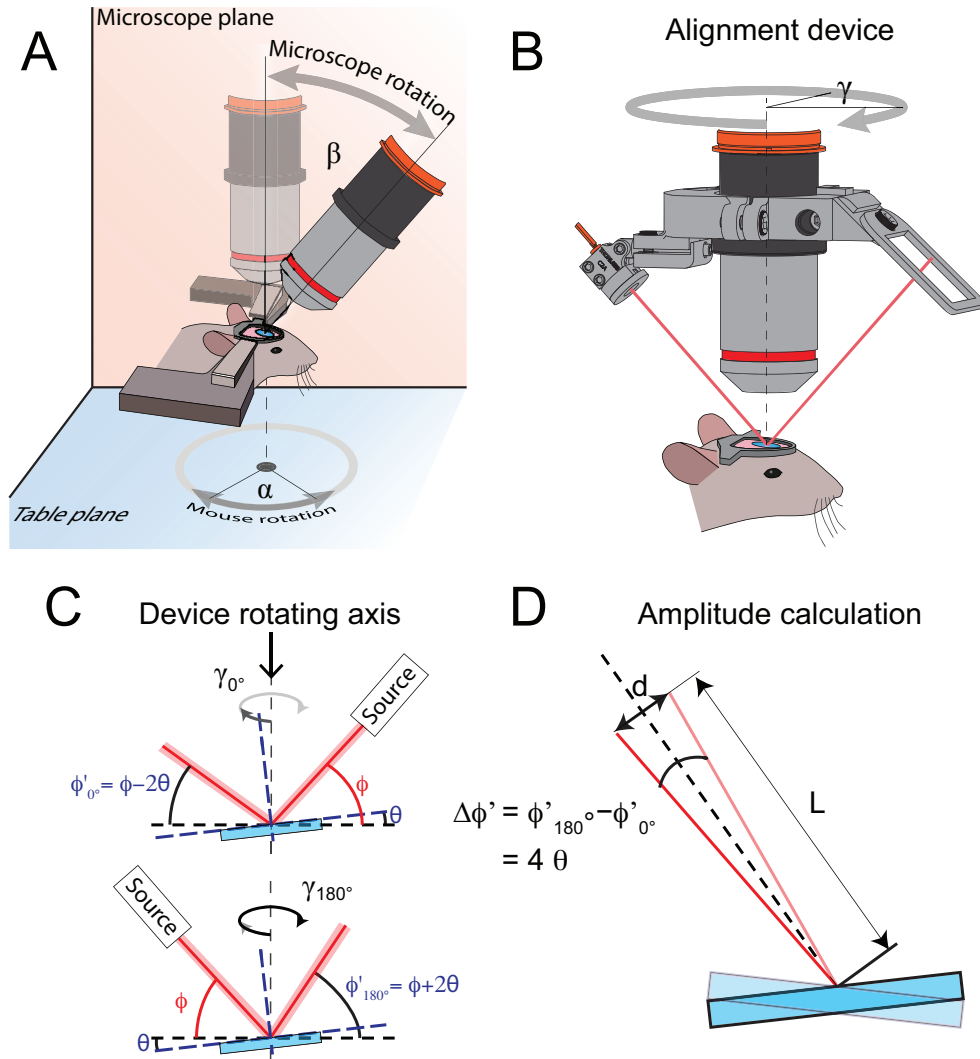 A
Microscope plane
Microscope rotation
β
α
Mouse rotation
Table plane
B
Alignment device
γ
C
Device rotating axis
γ0°
Source
ϕ'0°= ϕ−2θ
ϕ
θ
Source
γ180°
ϕ
ϕ'180°= ϕ+2θ
θ
D
Amplitude calculation
d
L
Δϕ' = ϕ'180°−ϕ'0°
= 4 θ